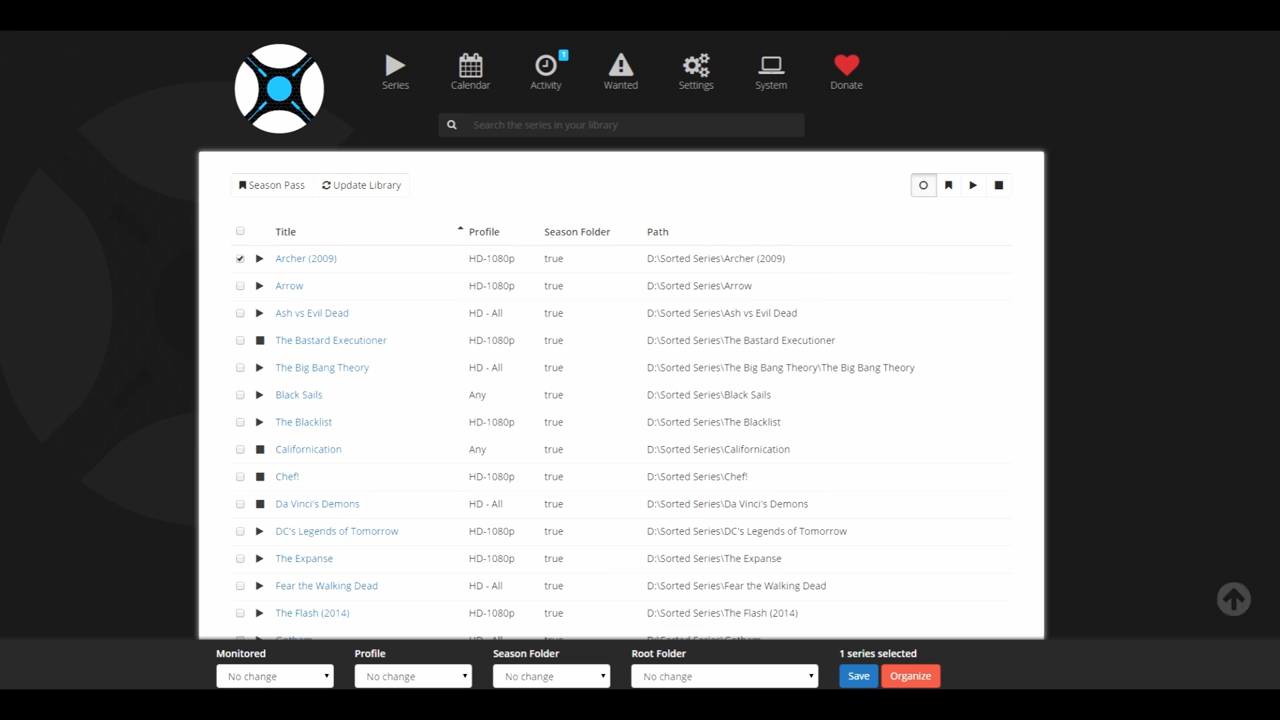 1
Series Calendar Activity Wanted Settings System Donate
Search the series in your library
Season Pass Update Library
Title Profile Season Folder Path
Archer (2009) HD-1080p true D:\Sorted Series\Archer (2009)
Arrow HD-1080p true D:\Sorted Series\Arrow
Ash vs Evil Dead HD - All true D:\Sorted Series\Ash vs Evil Dead
The Bastard Executioner HD-1080p true D:\Sorted Series\The Bastard Executioner
The Big Bang Theory HD - All true D:\Sorted Series\The Big Bang Theory\The Big Bang Theory
Black Sails Any true D:\Sorted Series\Black Sails
The Blacklist HD-1080p true D:\Sorted Series\The Blacklist
Californication Any true D:\Sorted Series\Californication
Chef! HD-1080p true D:\Sorted Series\Chef!
Da Vinci's Demons HD - All true D:\Sorted Series\Da Vinci's Demons
DC's Legends of Tomorrow HD-1080p true D:\Sorted Series\DC's Legends of Tomorrow
The Expanse HD-1080p true D:\Sorted Series\The Expanse
Fear the Walking Dead HD - All true D:\Sorted Series\Fear the Walking Dead
The Flash (2014) HD-1080p true D:\Sorted Series\The Flash (2014)
Monitored Profile Season Folder Root Folder 1 series selected
No change No change No change No change Save Organize